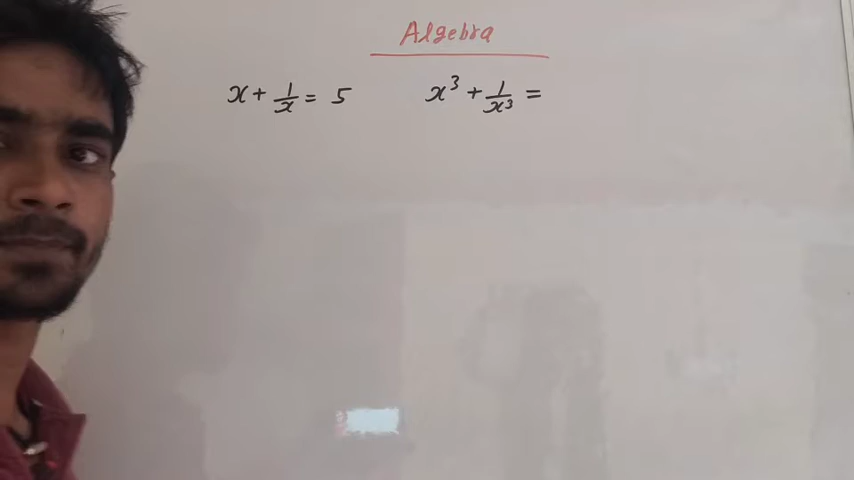 Algebra
x + 1/x = 5    x³ + 1/x³ =